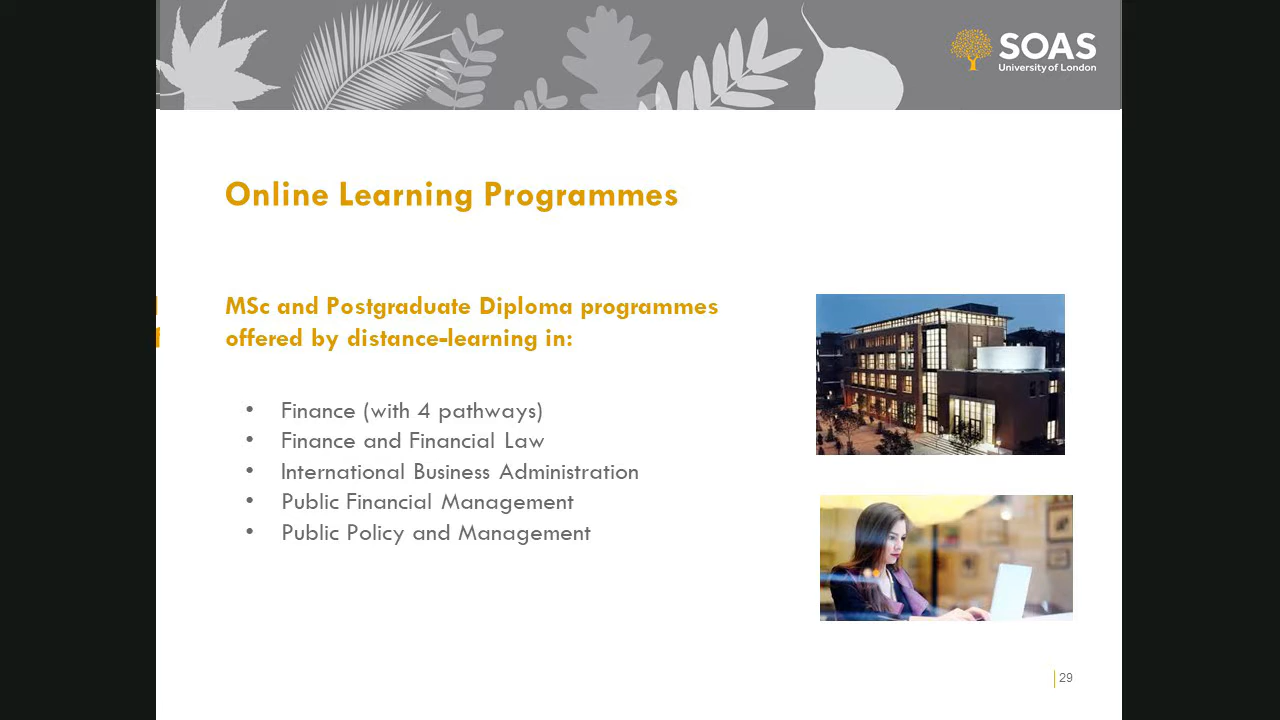 SOAS
University of London
Online Learning Programmes
MSc and Postgraduate Diploma programmes
offered by distance-learning in:
• Finance (with 4 pathways)
• Finance and Financial Law
• International Business Administration
• Public Financial Management
• Public Policy and Management
29